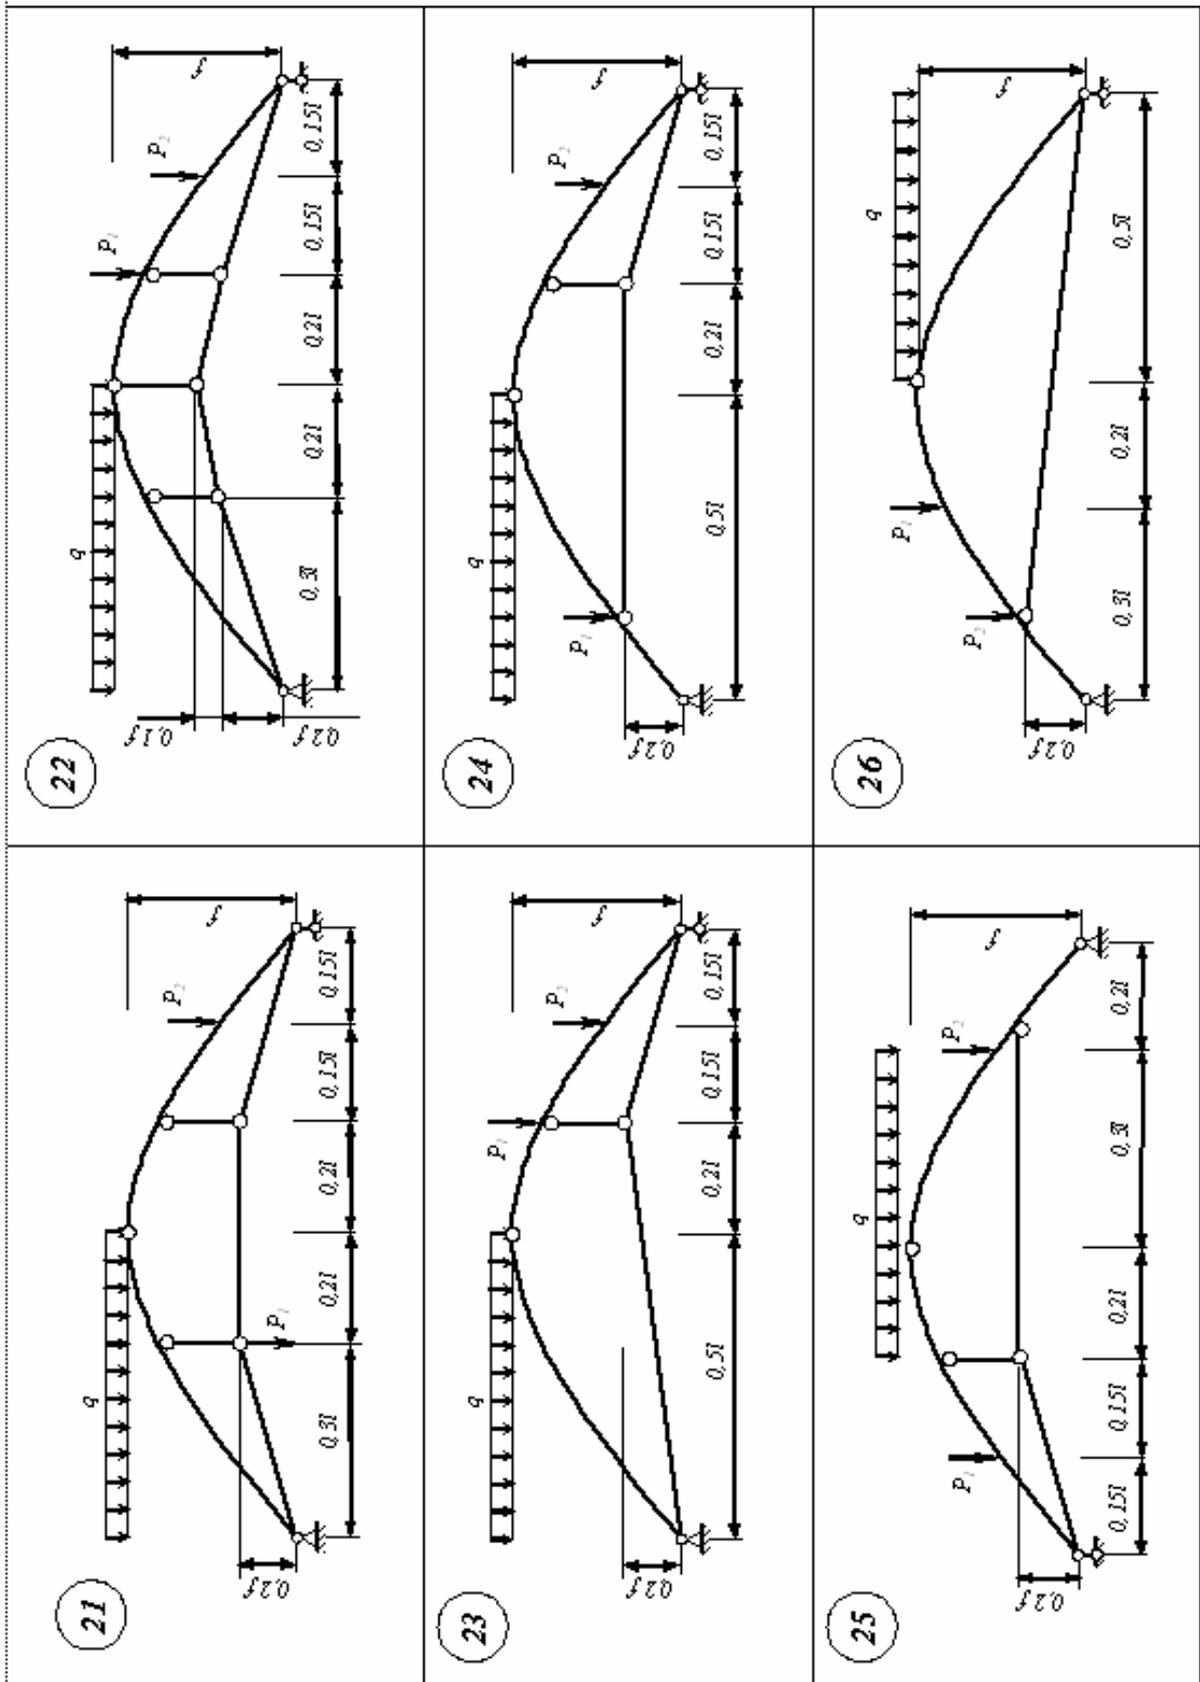 21
q
P₂
f
P₁
0,2f
0,3l 0,2l 0,2l 0,15l 0,15l
22
q
P₁
P₂
f
0,1f
0,2f
0,3l 0,2l 0,2l 0,15l 0,15l
23
q
P₁
P₂
f
0,2f
0,5l 0,2l 0,15l 0,15l
24
q
P₂
f
P₁
0,2f
0,5l 0,2l 0,15l 0,15l
25
q
P₁
P₂
f
0,2f
0,15l 0,15l 0,2l 0,3l 0,2l
26
q
P₁
P₂
f
0,2f
0,3l 0,2l 0,5l